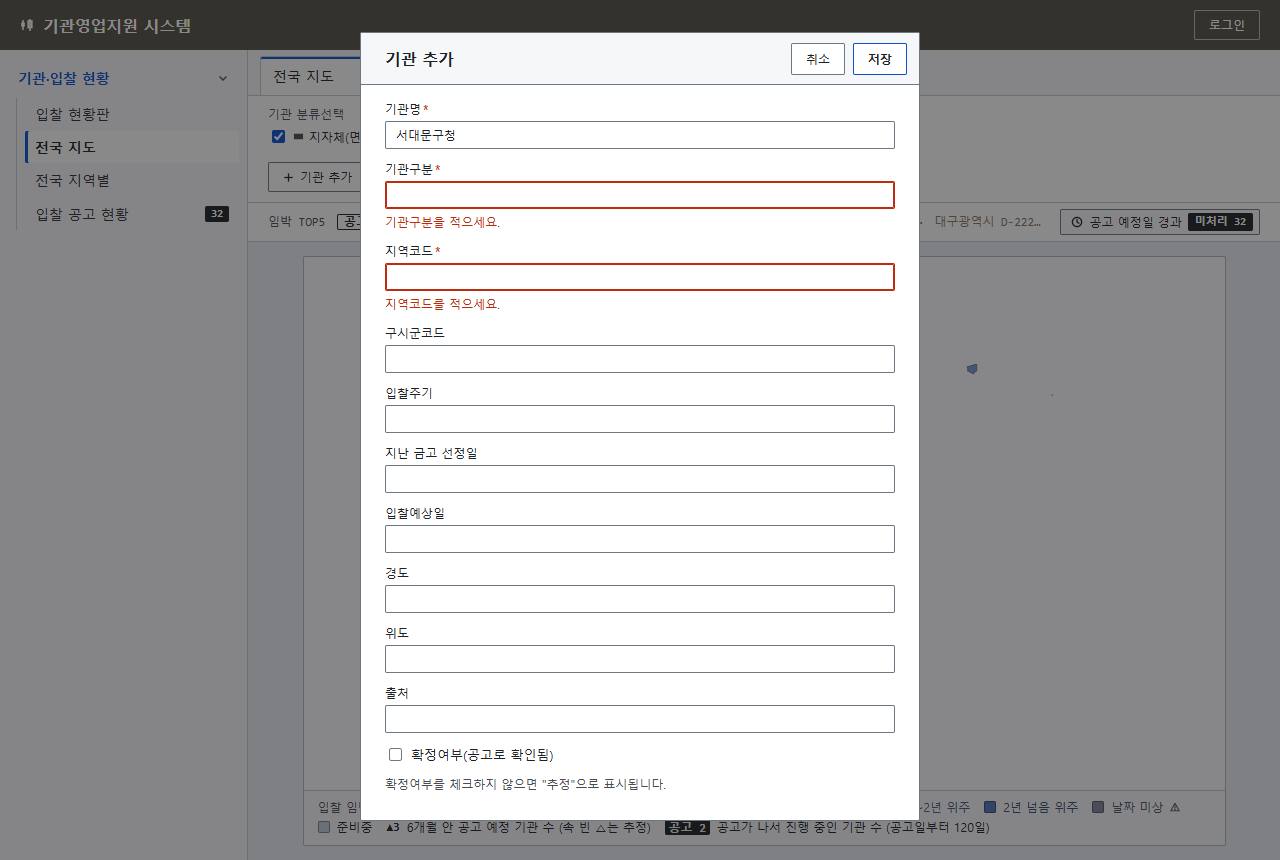 기관영업지원 시스템
로그인
기관·입찰 현황
입찰 현황판
전국 지도
전국 지역별
입찰 공고 현황 32
전국 지도
기관 분류선택
지자체(면
+ 기관 추가
임박 TOP5
대구광역시 D-222…
공고 예정일 경과 미처리 32
기관 추가
취소
저장
기관명*
서대문구청
기관구분*
기관구분을 적으세요.
지역코드*
지역코드를 적으세요.
구시군코드
입찰주기
지난 금고 선정일
입찰예상일
경도
위도
출처
확정여부(공고로 확인됨)
확정여부를 체크하지 않으면 "추정"으로 표시됩니다.
입찰
2년 위주 2년 넘음 위주 날짜 미상 ⚠
준비중 ▲3 6개월 안 공고 예정 기관 수 (속 빈 △는 추정) 공고 2 공고가 나서 진행 중인 기관 수 (공고일부터 120일)